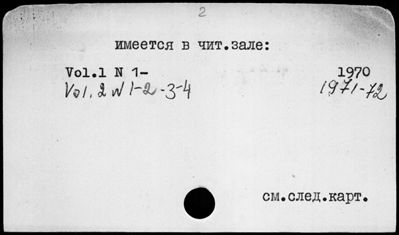 2
имеется в чит.зале:
Vol.1 N 1- 1970
Vol.2 N 1-2-3-4 1971-72
см.след.карт.